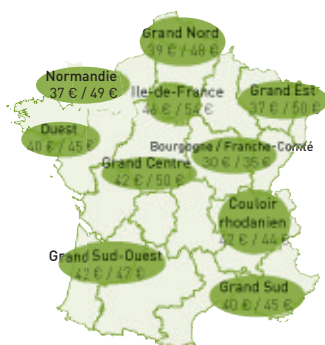 Grand Nord
39 € / 48 €
Normandie
37 € / 49 €
Ile-de-France
46 € / 54 €
Grand Est
37 € / 50 €
Ouest
40 € / 45 €
Bourgogne / Franche-Comté
30 € / 35 €
Grand Centre
42 € / 50 €
Couloir
rhodanien
42 € / 44 €
Grand Sud-Ouest
42 € / 47 €
Grand Sud
40 € / 45 €